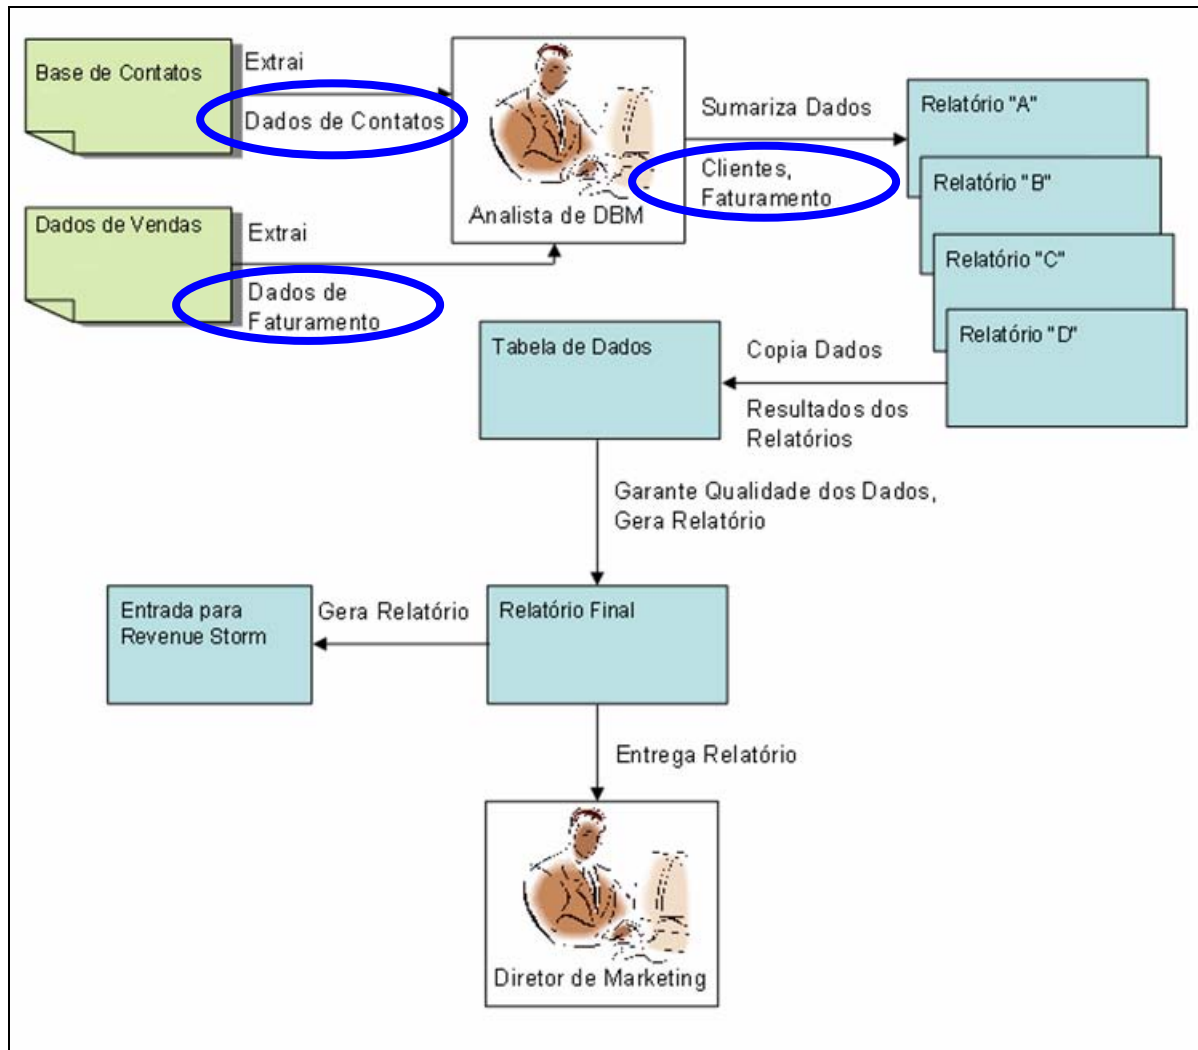 Base de Contatos
Extrai
Dados de Contatos
Analista de DBM
Sumariza Dados
Clientes,
Faturamento
Relatório "A"
Relatório "B"
Relatório "C"
Relatório "D"
Dados de Vendas
Extrai
Dados de
Faturamento
Tabela de Dados
Copia Dados
Resultados dos
Relatórios
Garante Qualidade dos Dados,
Gera Relatório
Entrada para
Revenue Storm
Gera Relatório
Relatório Final
Entrega Relatório
Diretor de Marketing